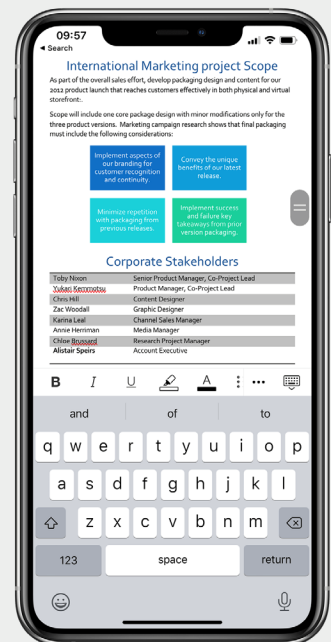 09:57
Search
International Marketing project Scope
As part of the overall sales effort, develop packaging design and content for our
2012 product launch that reaches customers effectively in both physical and virtual
storefront:.
Scope will include one core package design with minor modifications only for the
three product versions. Marketing campaign research shows that final packaging
must include the following considerations:
Implement aspects of
our branding for
customer recognition
and continuity.
Convey the unique
benefits of our latest
release.
Minimize repetition
with packaging from
previous releases.
Implement success
and failure key
takeaways from prior
version packaging.
Corporate Stakeholders
Toby Nixon Senior Product Manager, Co-Project Lead
Yukari Kemmotsu Product Manager, Co-Project Lead
Chris Hill Content Designer
Zac Woodall Graphic Designer
Karina Leal Channel Sales Manager
Annie Herriman Media Manager
Chloe Brussard Research Project Manager
Alistair Speirs Account Executive
B I U A
and of to
q w e r t y u i o p
a s d f g h j k l
z x c v b n m
123 space return